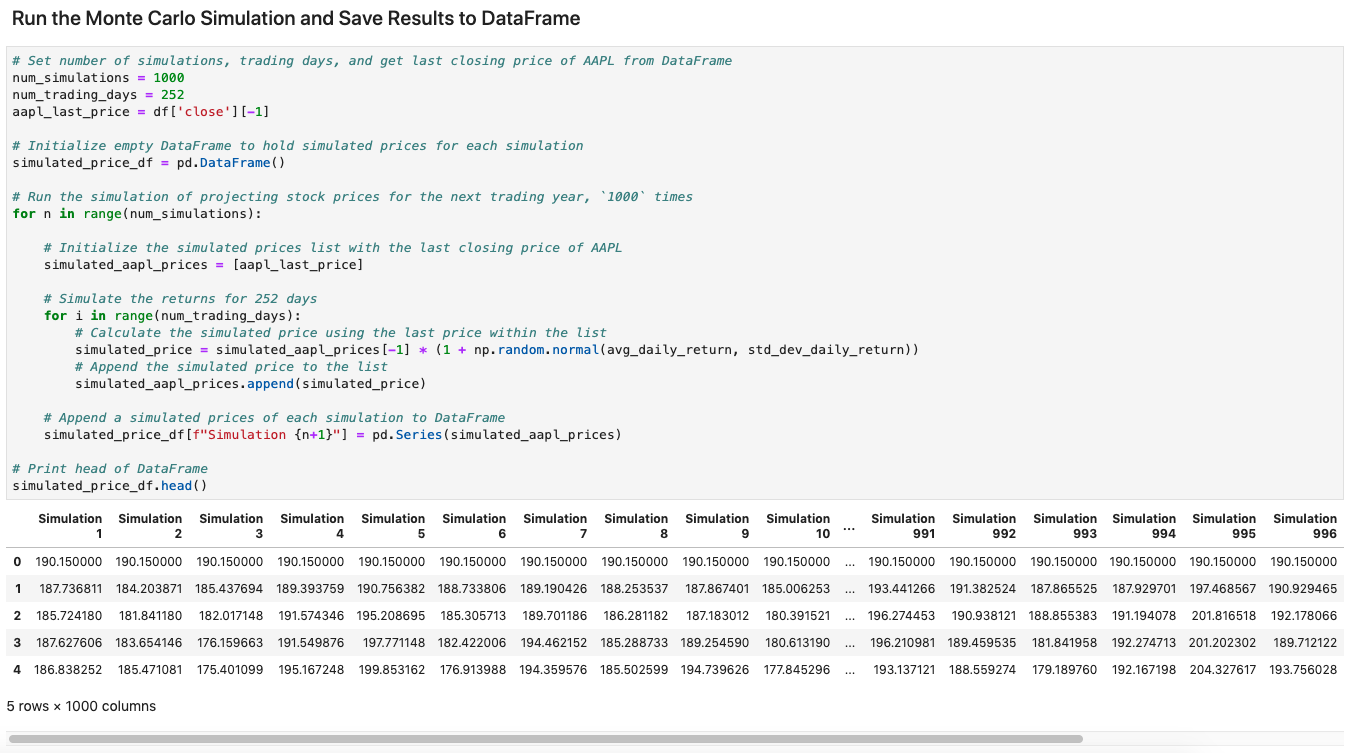 Run the Monte Carlo Simulation and Save Results to DataFrame
# Set number of simulations, trading days, and get last closing price of AAPL from DataFrame
num_simulations = 1000
num_trading_days = 252
aapl_last_price = df['close'][-1]
# Initialize empty DataFrame to hold simulated prices for each simulation
simulated_price_df = pd.DataFrame()
# Run the simulation of projecting stock prices for the next trading year, `1000` times
for n in range(num_simulations):
    # Initialize the simulated prices list with the last closing price of AAPL
    simulated_aapl_prices = [aapl_last_price]
    # Simulate the returns for 252 days
    for i in range(num_trading_days):
        # Calculate the simulated price using the last price within the list
        simulated_price = simulated_aapl_prices[-1] * (1 + np.random.normal(avg_daily_return, std_dev_daily_return))
        # Append the simulated price to the list
        simulated_aapl_prices.append(simulated_price)
    # Append a simulated prices of each simulation to DataFrame
    simulated_price_df[f"Simulation {n+1}"] = pd.Series(simulated_aapl_prices)
# Print head of DataFrame
simulated_price_df.head()
Simulation Simulation Simulation Simulation Simulation Simulation Simulation Simulation Simulation Simulation ... Simulation Simulation Simulation Simulation Simulation Simulation
1 2 3 4 5 6 7 8 9 10 991 992 993 994 995 996
0 190.150000 190.150000 190.150000 190.150000 190.150000 190.150000 190.150000 190.150000 190.150000 190.150000 ... 190.150000 190.150000 190.150000 190.150000 190.150000 190.150000
1 187.736811 184.203871 185.437694 189.393759 190.756382 188.733806 189.190426 188.253537 187.867401 185.006253 ... 193.441266 191.382524 187.865525 187.929701 197.468567 190.929465
2 185.724180 181.841180 182.017148 191.574346 195.208695 185.305713 189.701186 186.281182 187.183012 180.391521 ... 196.274453 190.938121 188.855383 191.194078 201.816518 192.178066
3 187.627606 183.654146 176.159663 191.549876 197.771148 182.422006 194.462152 185.288733 189.254590 180.613190 ... 196.210981 189.459535 181.841958 192.274713 201.202302 189.712122
4 186.838252 185.471081 175.401099 195.167248 199.853162 176.913988 194.359576 185.502599 194.739626 177.845296 ... 193.137121 188.559274 179.189760 192.167198 204.327617 193.756028
5 rows × 1000 columns